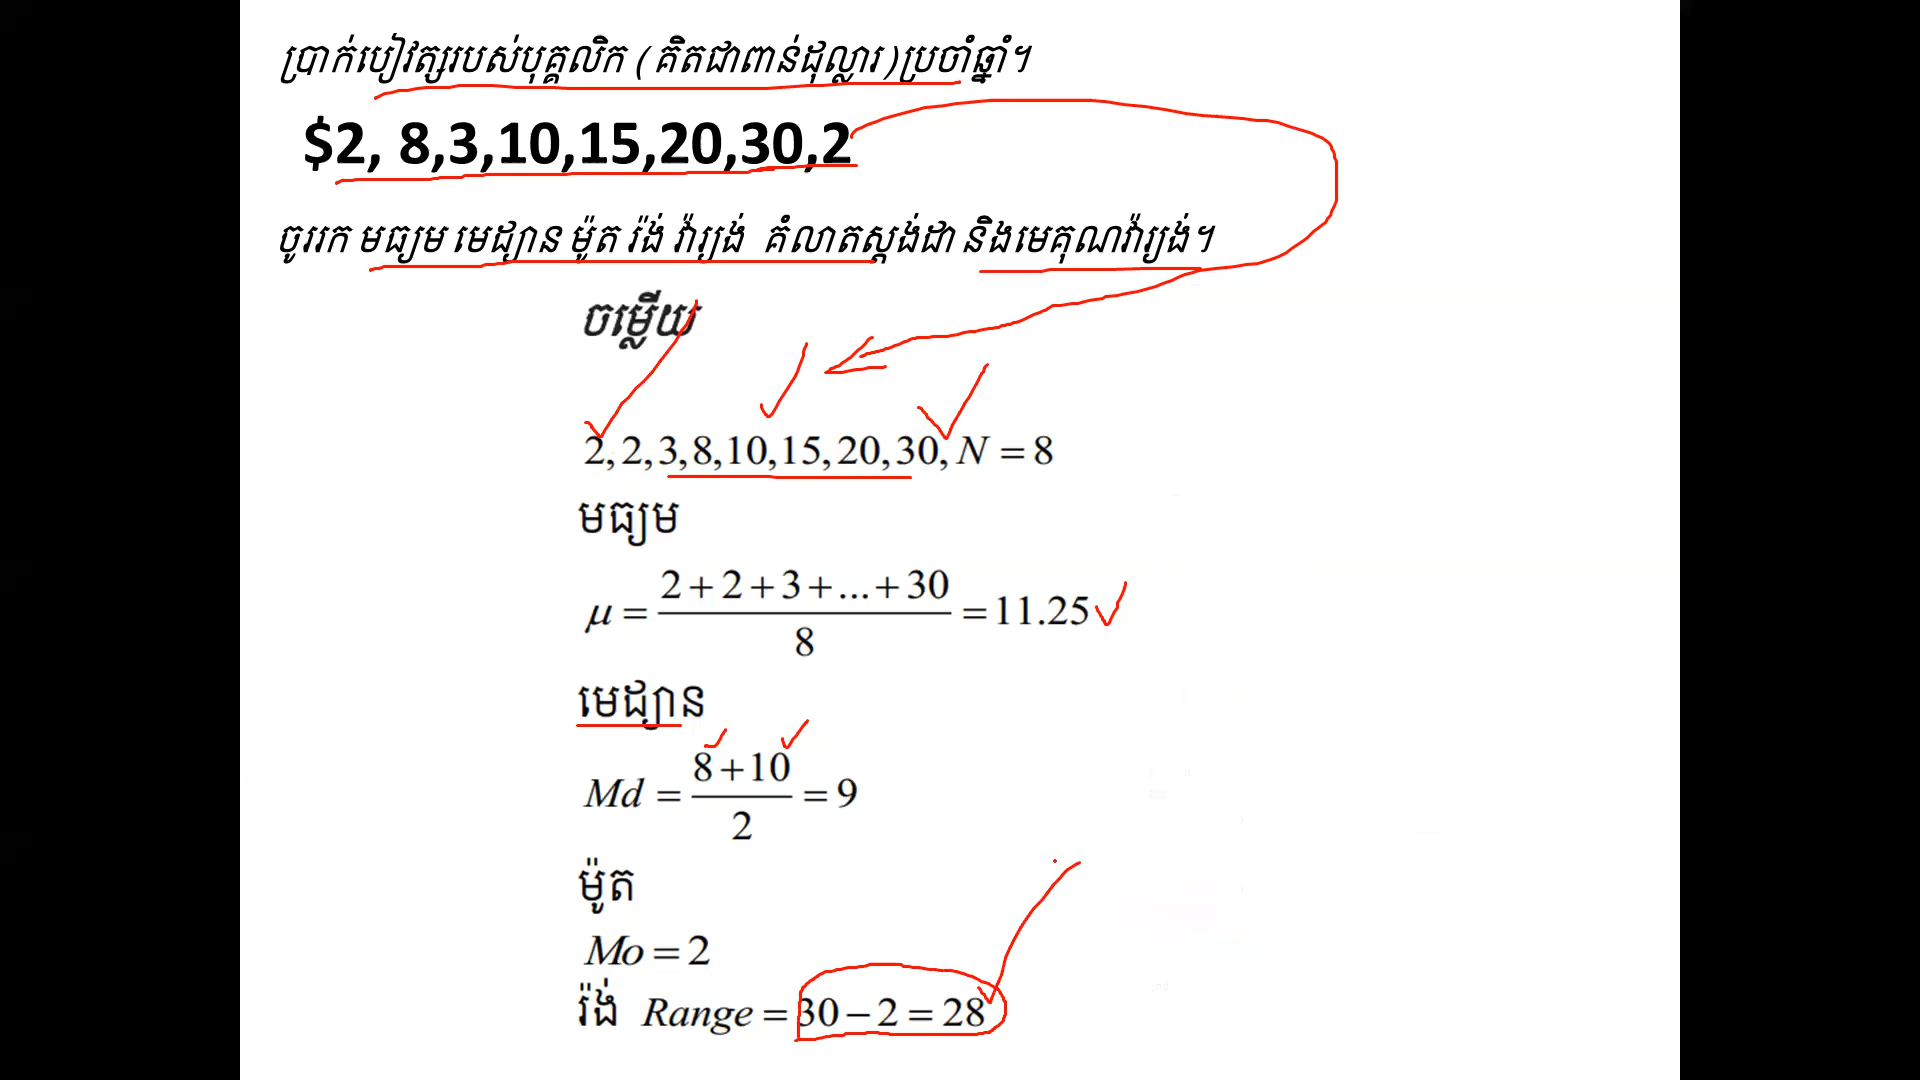 ប្រាក់បៀវត្សរបស់បុគ្គលិក ( គិតជាពាន់ដុល្លារ )ប្រចាំឆ្នាំ។
$2, 8,3,10,15,20,30,2
ចូររក មធ្យម មេដ្យាន ម៉ូត រ៉ង់ វ៉ារ្យង់ គំលាតស្តង់ដា និងមេគុណវ៉ារ្យង់។
ចម្លើយ
2,2,3,8,10,15,20,30, N = 8
មធ្យម
μ = (2+2+3+...+30)/8 = 11.25
មេដ្យាន
Md = (8+10)/2 = 9
ម៉ូត
Mo = 2
រ៉ង់ Range = 30 − 2 = 28